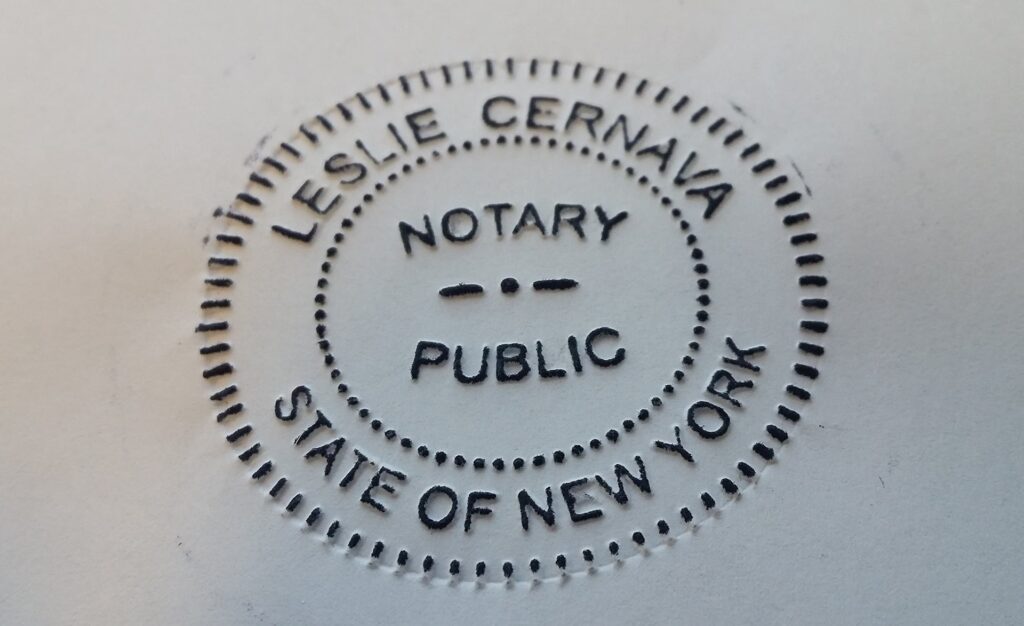 LESLIE CERNAVA
NOTARY
PUBLIC
STATE OF NEW YORK